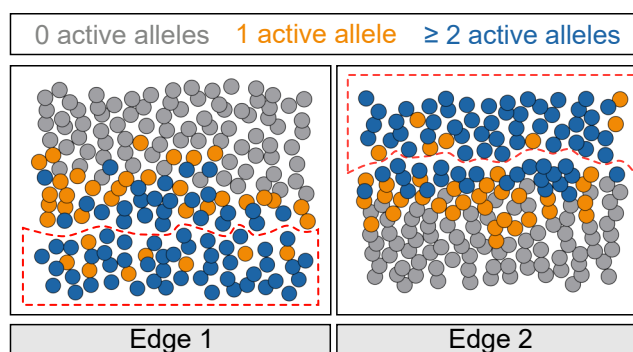 0 active alleles 1 active allele ≥ 2 active alleles
Edge 1 Edge 2